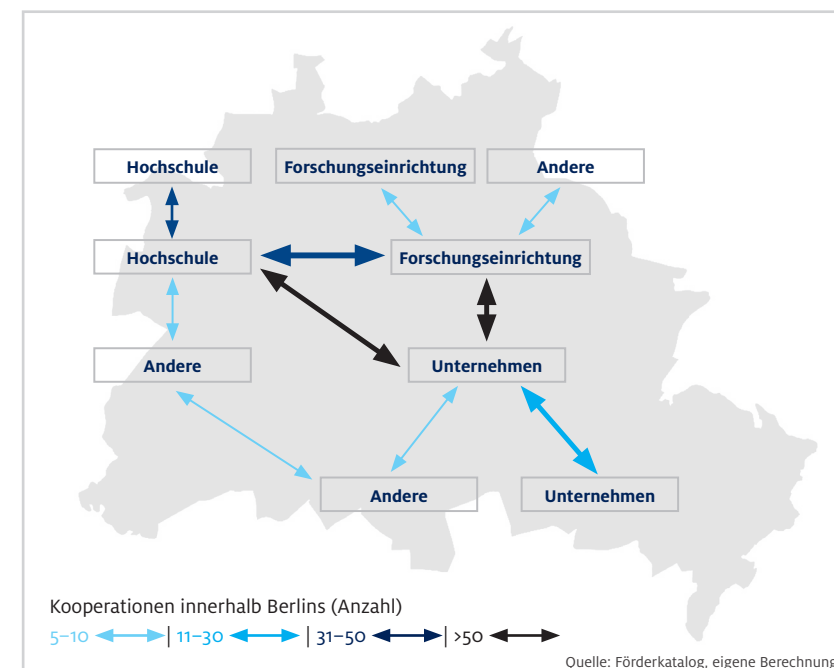 Hochschule Forschungseinrichtung Andere
Hochschule Forschungseinrichtung
Andere Unternehmen
Andere Unternehmen
Kooperationen innerhalb Berlins (Anzahl)
5–10 | 11–30 | 31–50 | >50
Quelle: Förderkatalog, eigene Berechnung